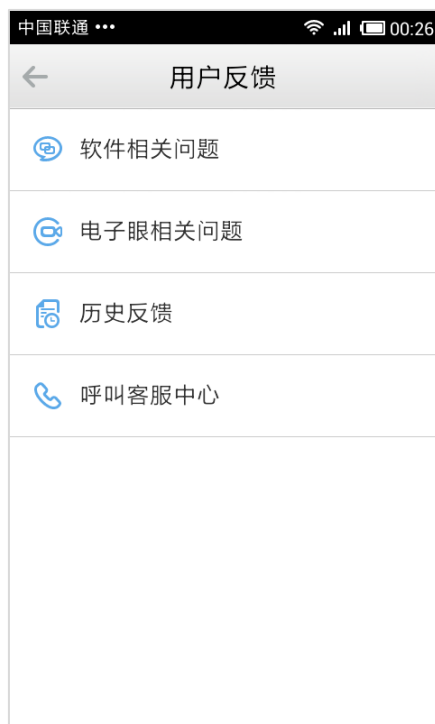 中国联通 ••• 00:26
用户反馈
软件相关问题
电子眼相关问题
历史反馈
呼叫客服中心